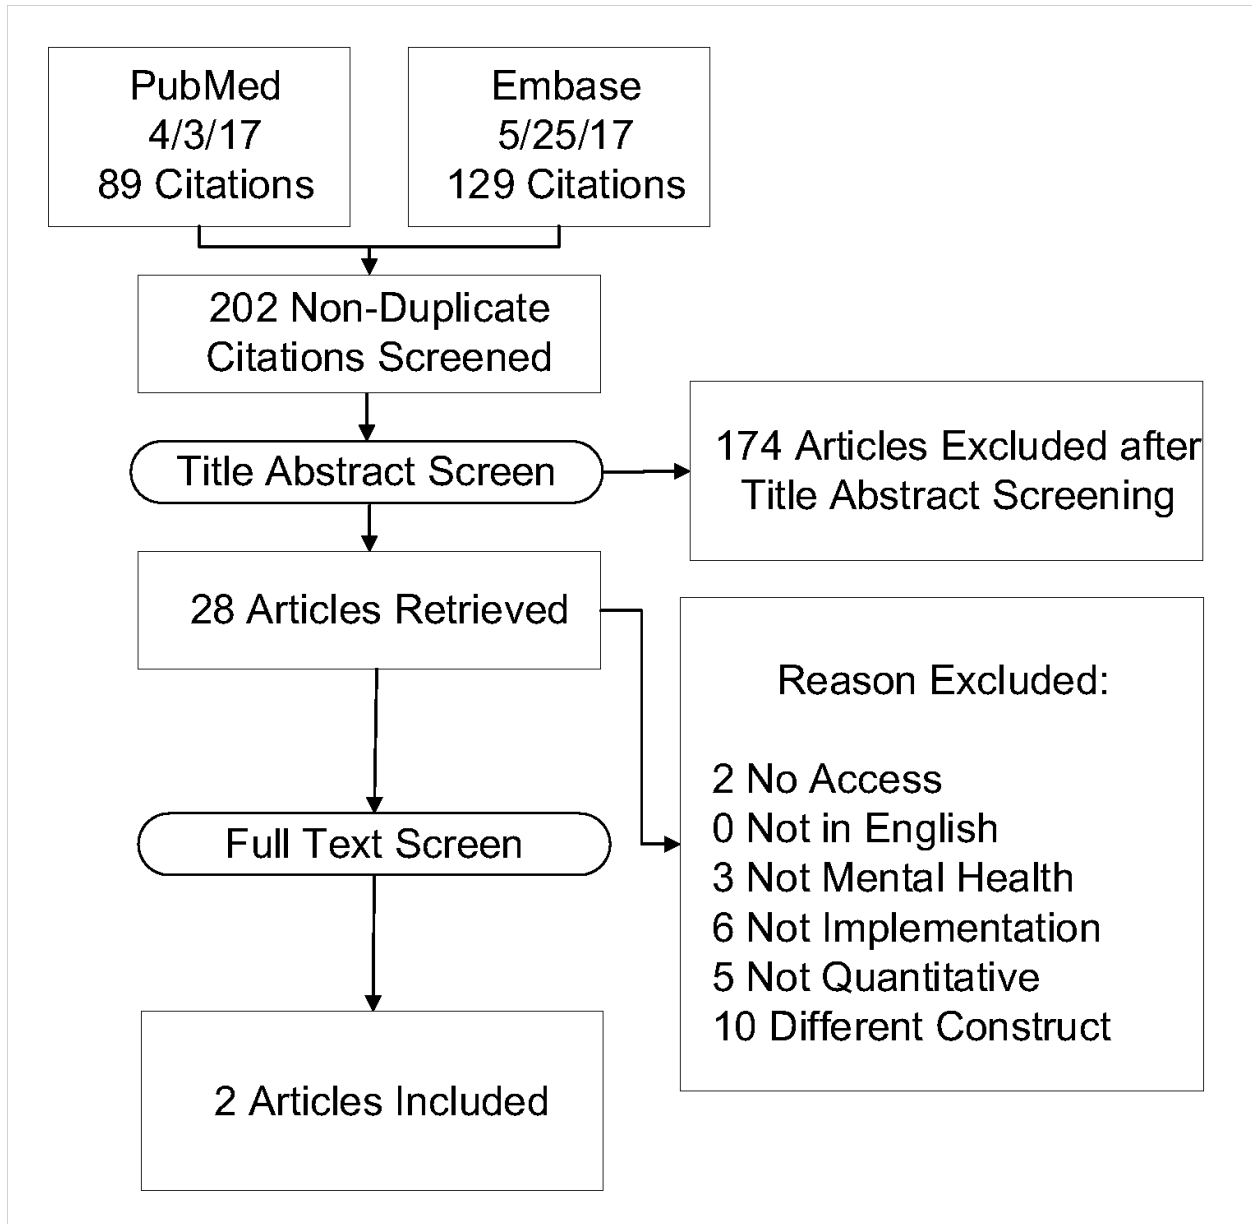 PubMed
4/3/17
89 Citations
Embase
5/25/17
129 Citations
202 Non-Duplicate
Citations Screened
Title Abstract Screen
174 Articles Excluded after
Title Abstract Screening
28 Articles Retrieved
Reason Excluded:
2 No Access
0 Not in English
3 Not Mental Health
6 Not Implementation
5 Not Quantitative
10 Different Construct
Full Text Screen
2 Articles Included